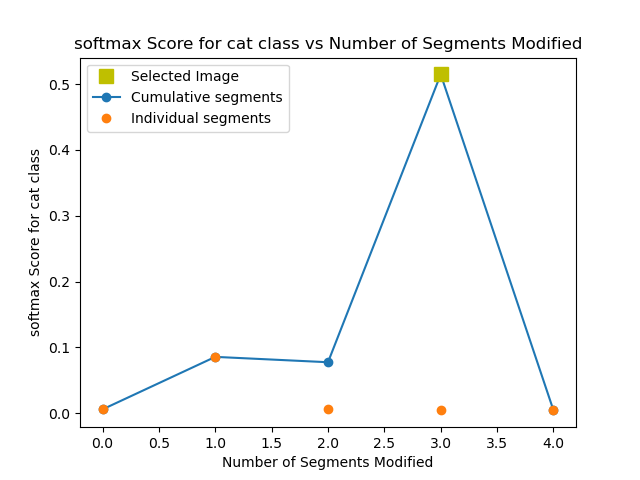 softmax Score for cat class vs Number of Segments Modified
Selected Image
Cumulative segments
Individual segments
softmax Score for cat class
0.5
0.4
0.3
0.2
0.1
0.0
0.0 0.5 1.0 1.5 2.0 2.5 3.0 3.5 4.0
Number of Segments Modified